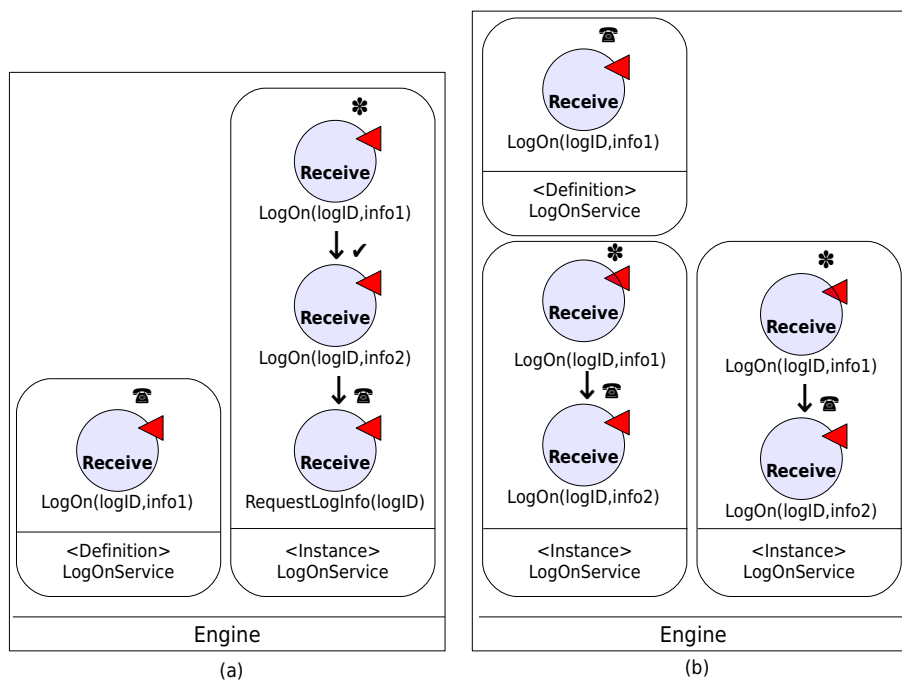 Receive
LogOn(logID,info1)
Receive
LogOn(logID,info2)
Receive
RequestLogInfo(logID)
<Instance>
LogOnService
Receive
LogOn(logID,info1)
<Definition>
LogOnService
Engine
(a)
Receive
LogOn(logID,info1)
<Definition>
LogOnService
Receive
LogOn(logID,info1)
Receive
LogOn(logID,info2)
<Instance>
LogOnService
Receive
LogOn(logID,info1)
Receive
LogOn(logID,info2)
<Instance>
LogOnService
Engine
(b)